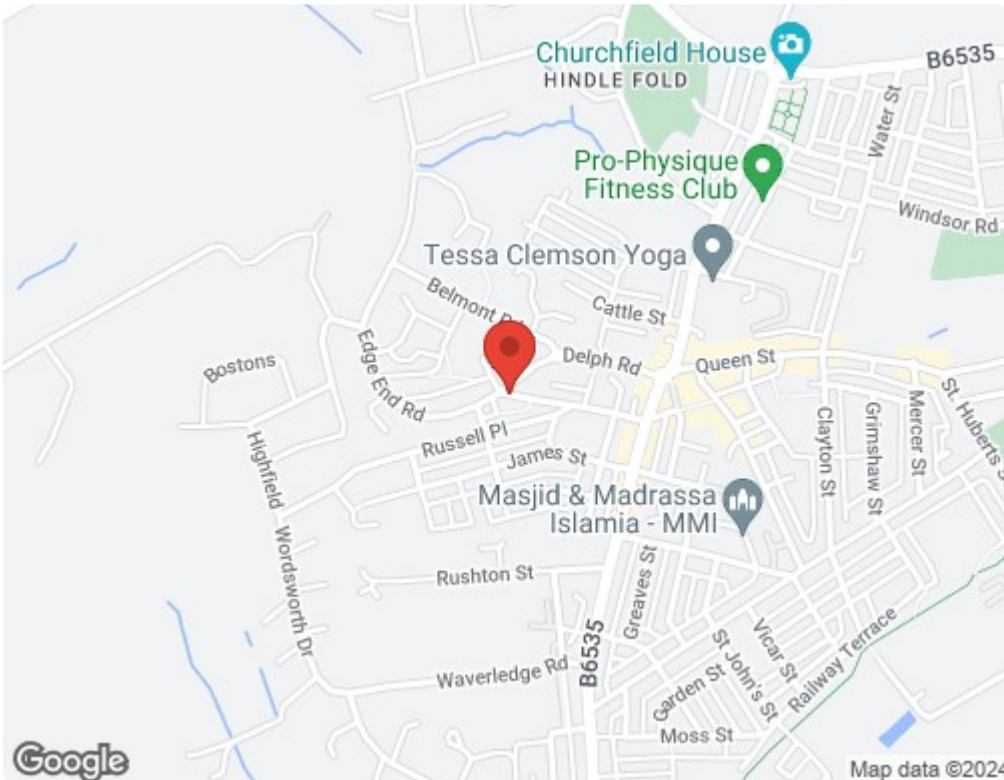 Churchfield House
HINDLE FOLD
B6535
Water St
Pro-Physique
Fitness Club
Windsor Rd
Tessa Clemson Yoga
Belmont Rd
Cattle St
Delph Rd
Queen St
Bostons
Edge End Rd
Russell Pl
James St
Highfield
Wordsworth Dr
Clayton St
Grimshaw St
Mercer St
St. Huberts
Masjid & Madrassa
Islamia - MMI
Rushton St
Greaves St
B6535
Waverledge Rd
Garden St
St John's St
Vicar St
Railway Terrace
Moss St
Google
Map data ©2024